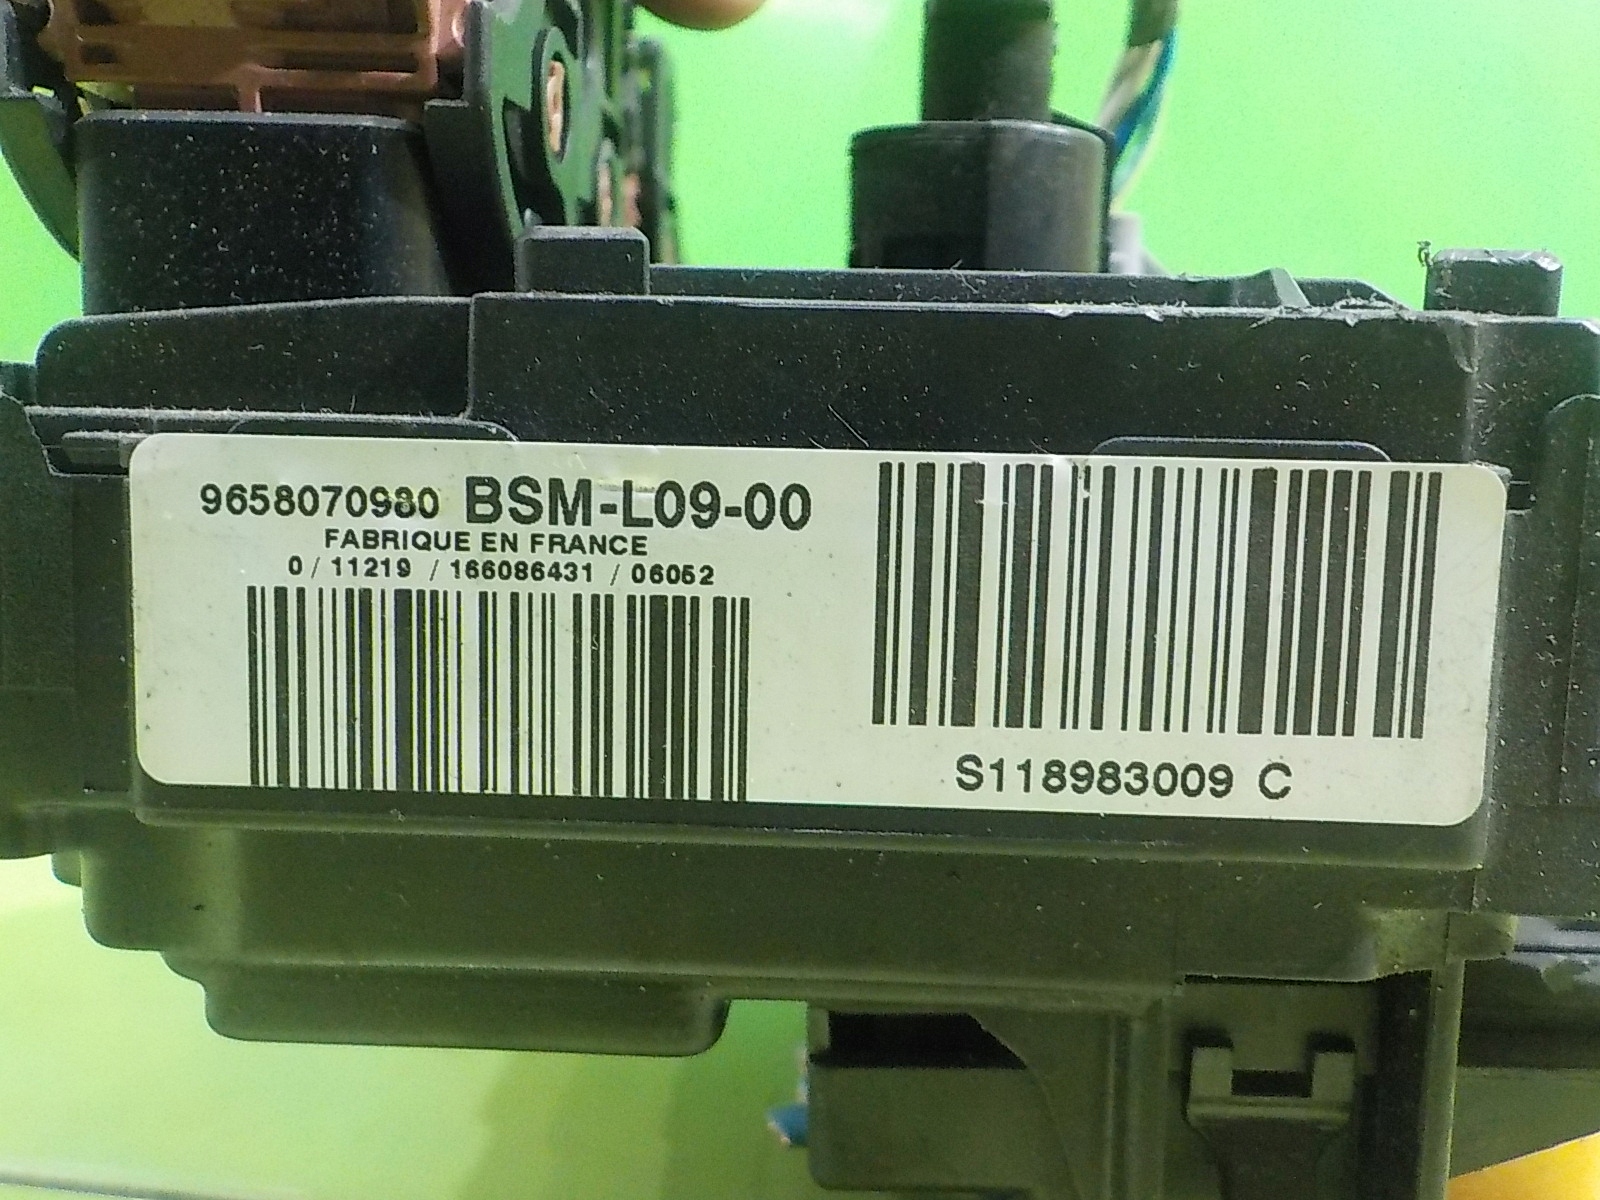 9658070980 BSM-L09-00
FABRIQUE EN FRANCE
0 / 11219 / 166086431 / 06052
S118983009 C